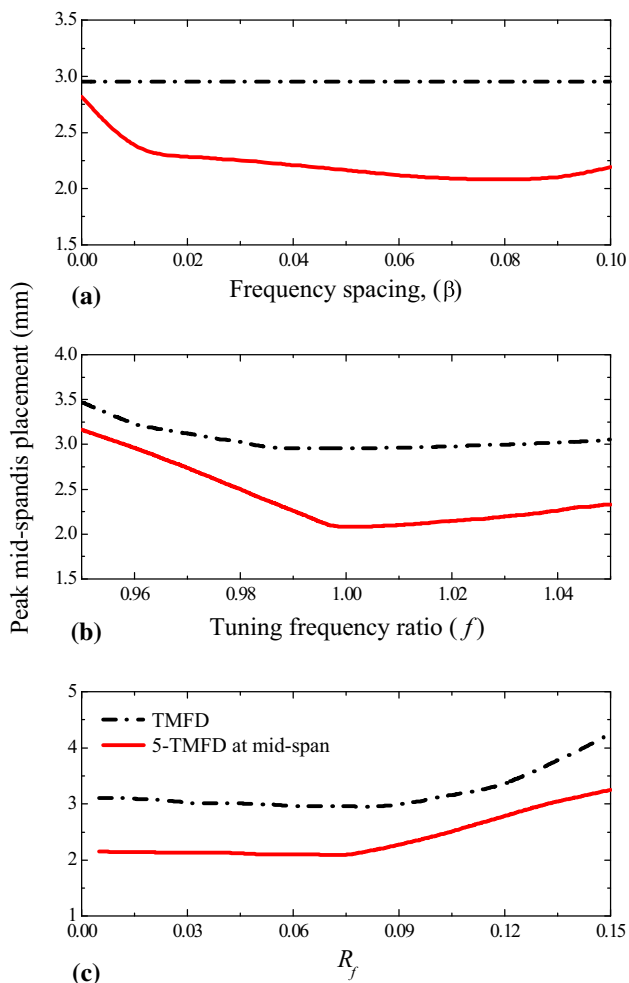 Peak mid-spandis placement (mm)
3.5
3.0
2.5
2.0
1.5
0.00 0.02 0.04 0.06 0.08 0.10
(a) Frequency spacing, (β)
4.0
3.5
3.0
2.5
2.0
1.5
0.96 0.98 1.00 1.02 1.04
(b) Tuning frequency ratio (f)
5
4
3
2
1
TMFD
5-TMFD at mid-span
0.00 0.03 0.06 0.09 0.12 0.15
(c) R_f